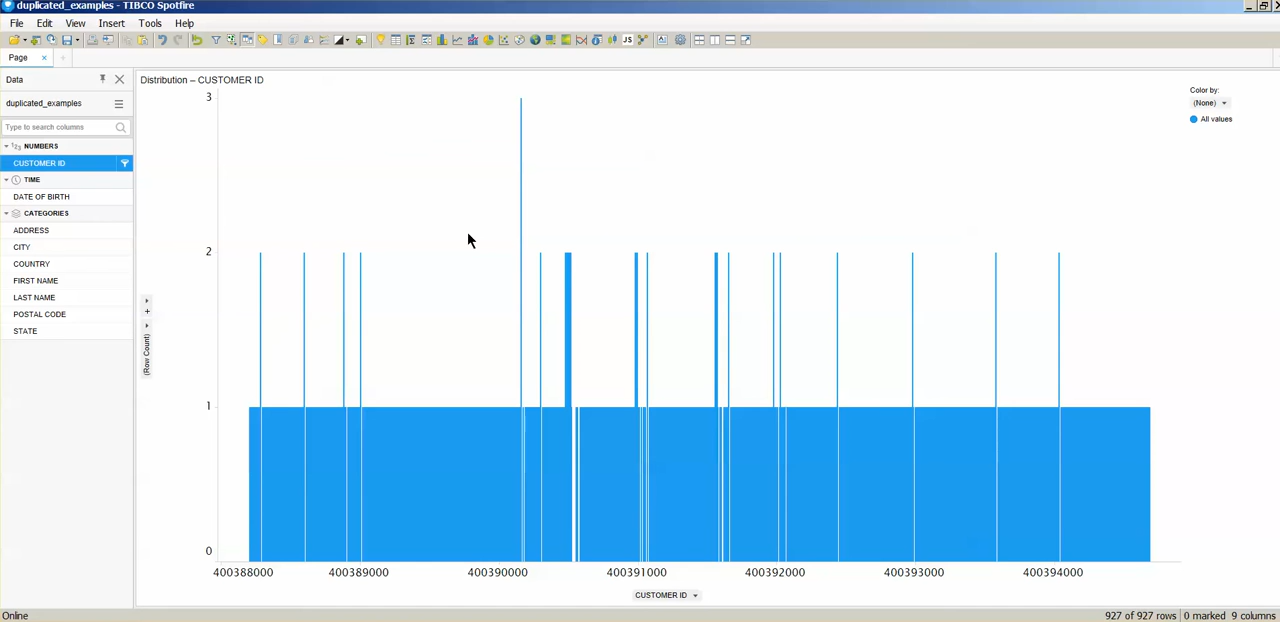 duplicated_examples - TIBCO Spotfire
File Edit View Insert Tools Help
Page
Data
duplicated_examples
Type to search columns
NUMBERS
CUSTOMER ID
TIME
DATE OF BIRTH
CATEGORIES
ADDRESS
CITY
COUNTRY
FIRST NAME
LAST NAME
POSTAL CODE
STATE
Distribution – CUSTOMER ID
3
2
1
0
(Row Count)
400388000 400389000 400390000 400391000 400392000 400393000 400394000
CUSTOMER ID
Color by:
(None)
All values
JS
Online
927 of 927 rows 0 marked 9 columns